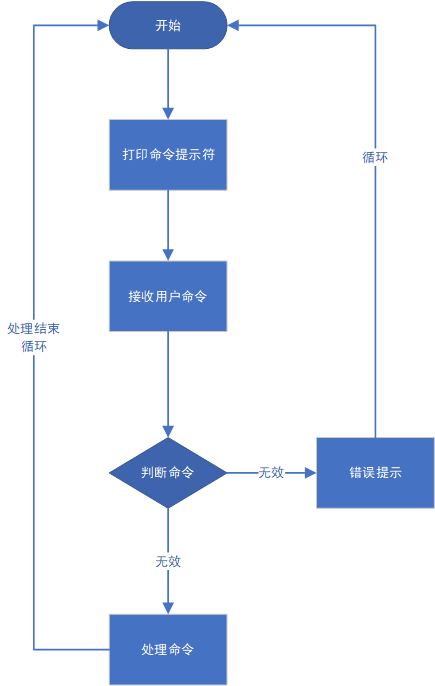 开始
打印命令提示符
循环
接收用户命令
处理结束
循环
判断命令
无效
错误提示
无效
处理命令